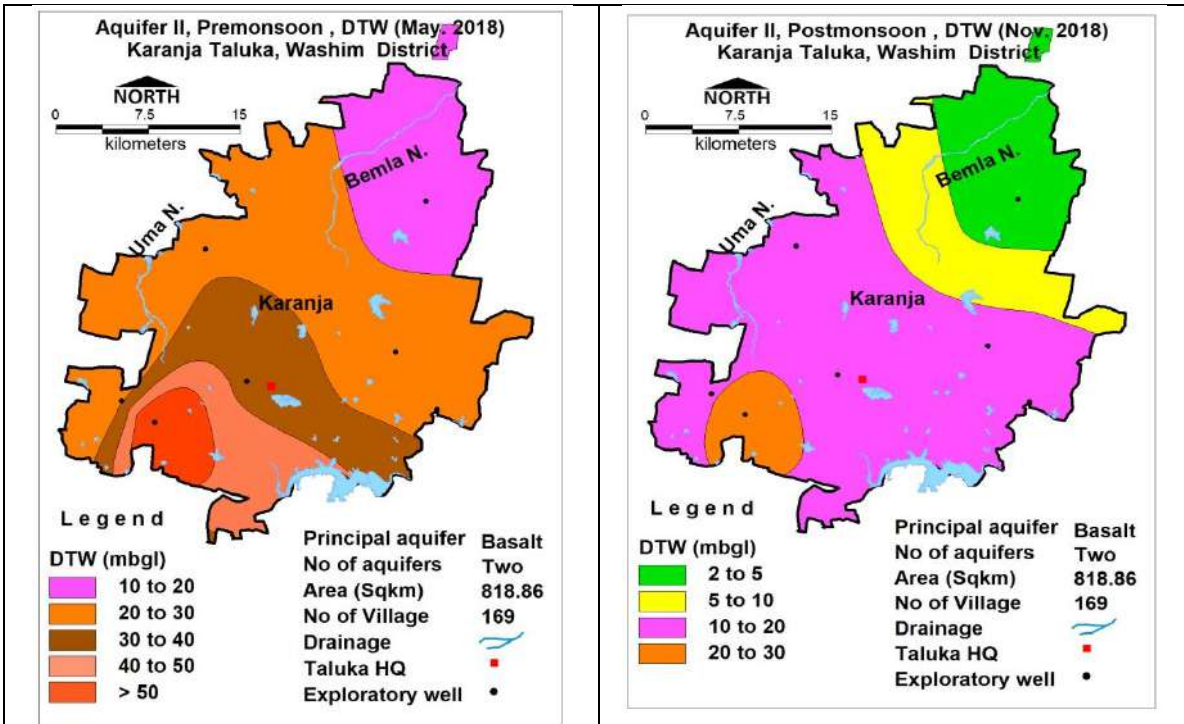 Aquifer II, Premonsoon , DTW (May. 2018)
Karanja Taluka, Washim District
NORTH
0 7.5 15
kilometers
Bemla N.
Uma N.
Karanja
Legend
DTW (mbgl)
10 to 20
20 to 30
30 to 40
40 to 50
> 50
Principal aquifer Basalt
No of aquifers Two
Area (Sqkm) 818.86
No of Village 169
Drainage
Taluka HQ
Exploratory well
Aquifer II, Postmonsoon , DTW (Nov. 2018)
Karanja Taluka, Washim District
NORTH
0 7.5 15
kilometers
Bemla N.
Uma N.
Karanja
Legend
DTW (mbgl)
2 to 5
5 to 10
10 to 20
20 to 30
Principal aquifer Basalt
No of aquifers Two
Area (Sqkm) 818.86
No of Village 169
Drainage
Taluka HQ
Exploratory well